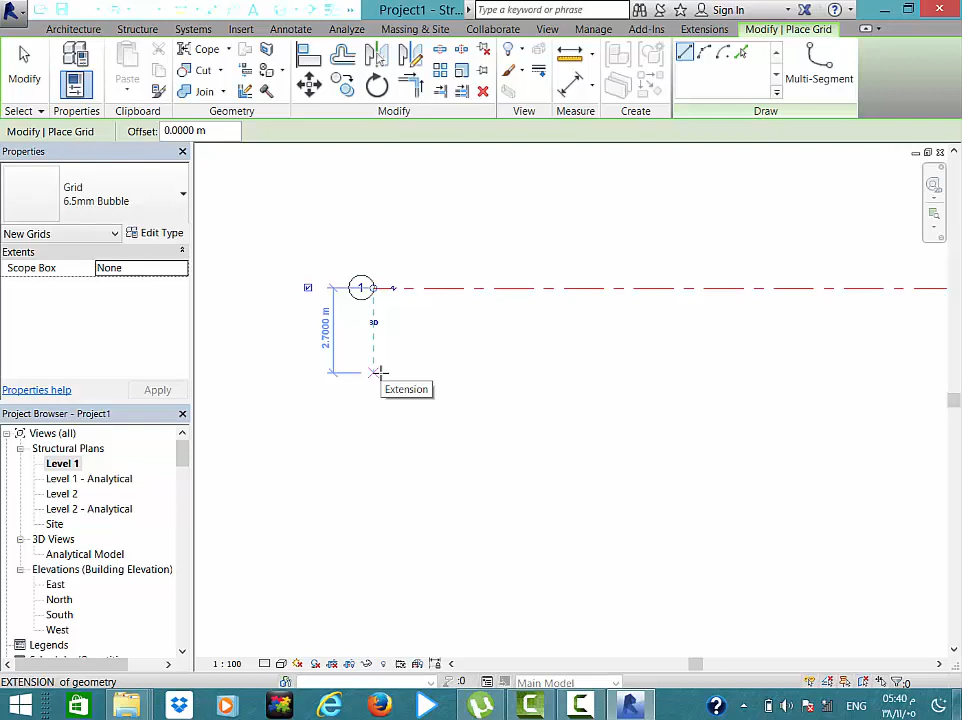 Project1 - Str...
Type a keyword or phrase
Sign In
Architecture
Structure
Systems
Insert
Annotate
Analyze
Massing & Site
Collaborate
View
Manage
Add-Ins
Extensions
Modify | Place Grid
Modify
Paste
Cope
Cut
Join
Multi-Segment
Select
Properties
Clipboard
Geometry
Modify
View
Measure
Create
Draw
Modify | Place Grid
Offset:
0.0000 m
Properties
Grid
6.5mm Bubble
New Grids
Edit Type
Extents
Scope Box
None
Properties help
Apply
1
3D
2.7000 m
Extension
Project Browser - Project1
Views (all)
Structural Plans
Level 1
Level 1 - Analytical
Level 2
Level 2 - Analytical
Site
3D Views
Analytical Model
Elevations (Building Elevation)
East
North
South
West
Legends
1 : 100
EXTENSION of geometry
:0
Main Model
:0
ENG
05:40 م